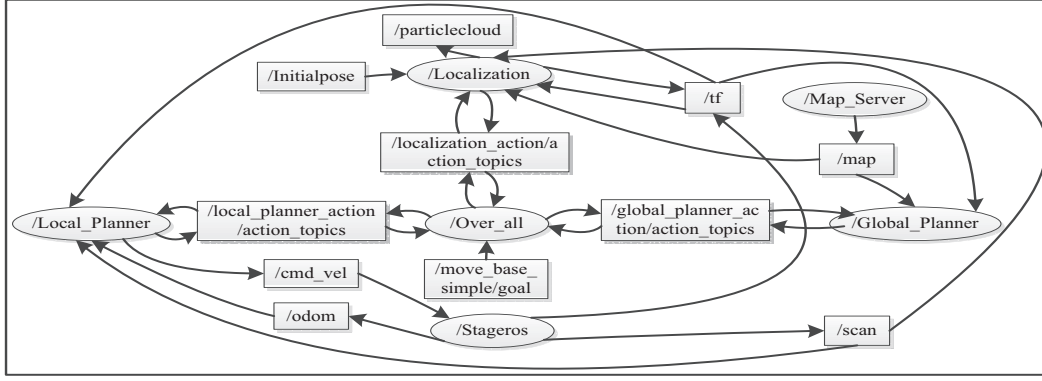 /particlecloud
/Initialpose
/Localization
/tf
/Map_Server
/localization_action/a
ction_topics
/map
/Local_Planner
/local_planner_action
/action_topics
/Over_all
/global_planner_ac
tion/action_topics
/Global_Planner
/cmd_vel
/move_base_
simple/goal
/odom
/Stageros
/scan